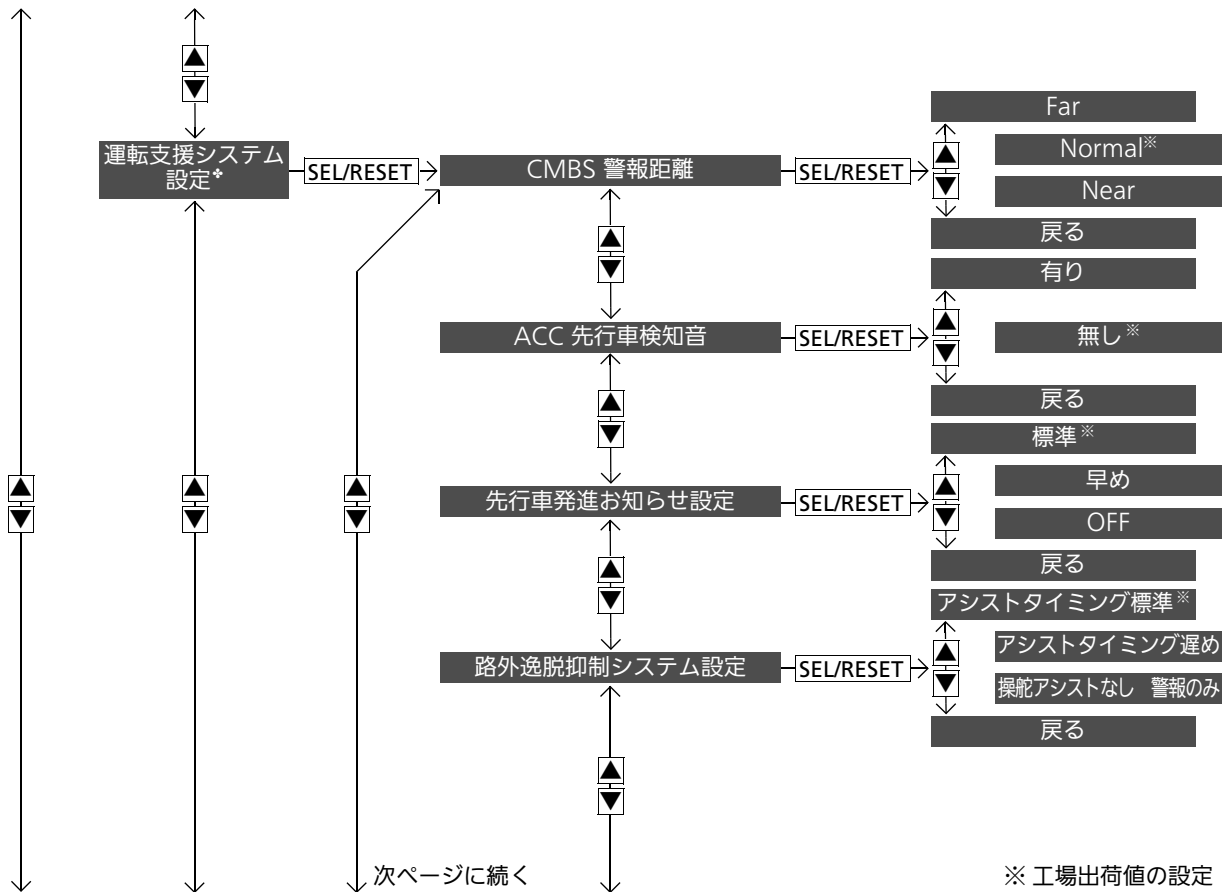 Far
運転支援システム
設定✤
SEL/RESET
CMBS 警報距離
SEL/RESET
Normal※
Near
戻る
有り
ACC 先行車検知音
SEL/RESET
無し※
戻る
標準※
先行車発進お知らせ設定
SEL/RESET
早め
OFF
戻る
アシストタイミング標準※
路外逸脱抑制システム設定
SEL/RESET
アシストタイミング遅め
操舵アシストなし 警報のみ
戻る
次ページに続く
※ 工場出荷値の設定